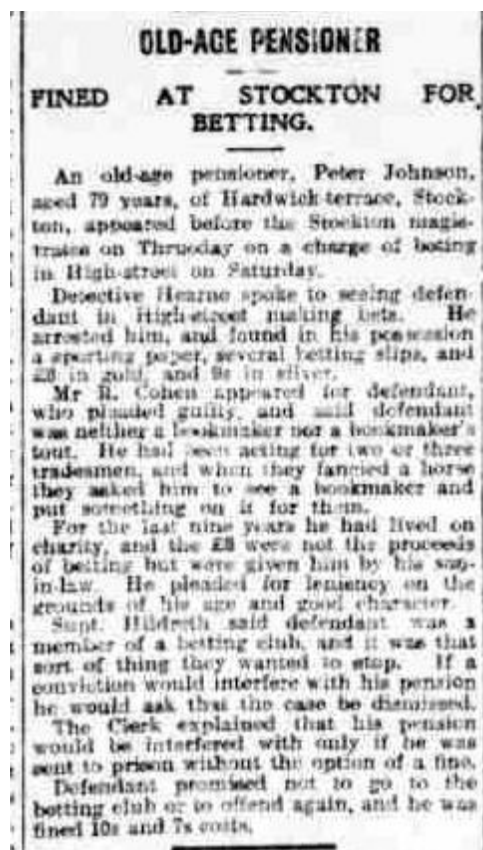 OLD-AGE PENSIONER
FINED AT STOCKTON FOR
BETTING.
An old-age pensioner, Peter Johnson,
aged 79 years, of Hardwick-terrace, Stock-
ton, appeared before the Stockton magis-
trates on Thrusday on a charge of beting
in High-street on Saturday.
Detective Hearne spoke to seeing defen-
dant in High-street making bets. He
arrested him, and found in his possession
a sporting paper, several betting slips, and
£8 in gold, and 9s in silver.
Mr R. Cohen appeared for defendant,
who pleaded guilty, and said defendant
was neither a bookmaker nor a bookmaker's
tout. He had been acting for two or three
tradesmen, and when they fancied a horse
they asked him to see a bookmaker and
put something on it for them.
For the last nine years he had lived on
charity, and the £8 were not the proceeds
of betting but were given him by his son-
in-law. He pleaded for leniency on the
grounds of his age and good character.
Supt. Hildreth said defendant was a
member of a betting club, and it was that
sort of thing they wanted to stop. If a
conviction would interfere with his pension
he would ask that the case be dismissed.
The Clerk explained that his pension
would be interfered with only if he was
sent to prison without the option of a fine.
Defendant promised not to go to the
betting club or to offend again, and he was
fined 10s and 7s costs.